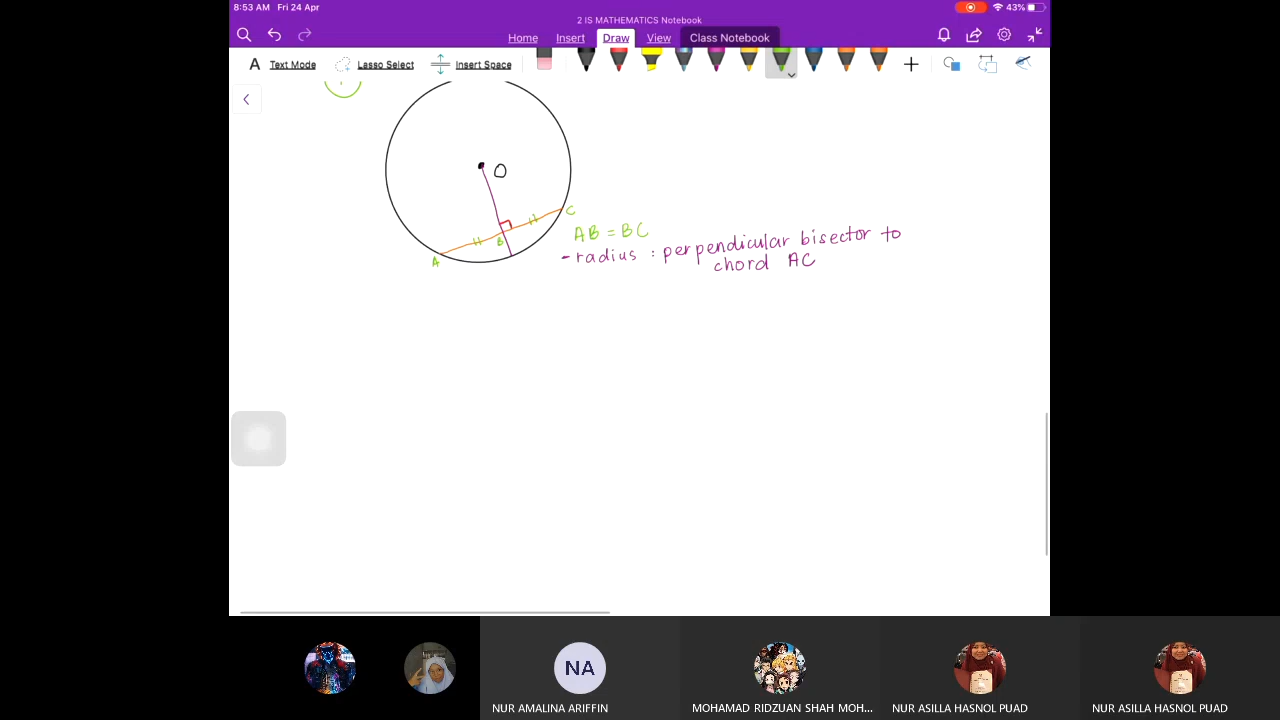 8:53 AM Fri 24 Apr
43%
2 IS MATHEMATICS Notebook
Home Insert Draw View Class Notebook
A Text Mode Lasso Select Insert Space
O
C
B
A
AB = BC
- radius : perpendicular bisector to
chord AC
NA
NUR AMALINA ARIFFIN
MOHAMAD RIDZUAN SHAH MOH...
NUR ASILLA HASNOL PUAD
NUR ASILLA HASNOL PUAD